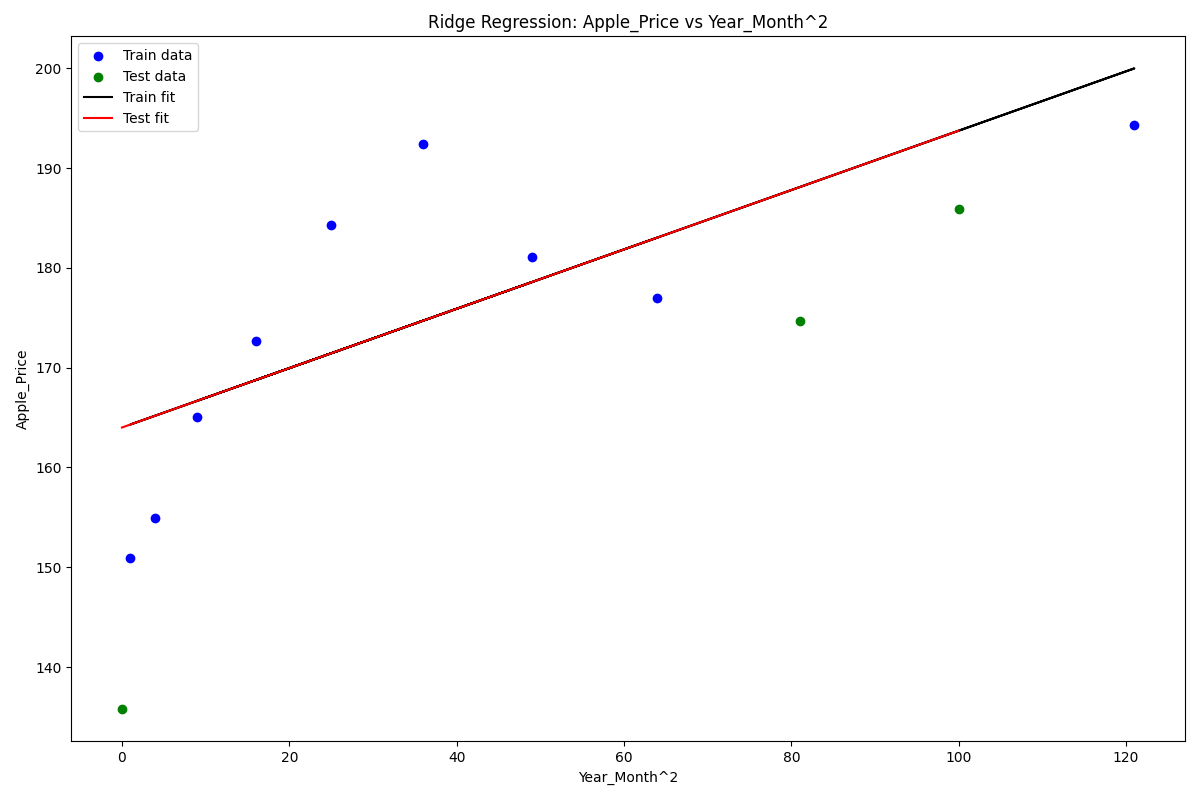 Ridge Regression: Apple_Price vs Year_Month^2
Train data
Test data
Train fit
Test fit
200
190
180
170
160
150
140
Apple_Price
0 20 40 60 80 100 120
Year_Month^2